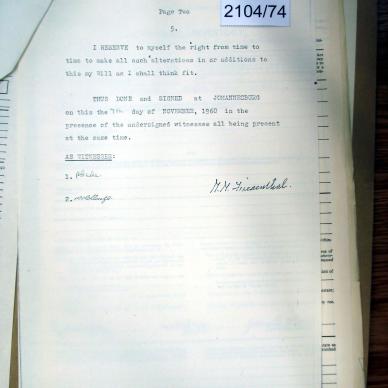 Page Two
2104/74
5.
I RESERVE to myself the right from time to
time to make all such alterations in or additions to
this my Will as I shall think fit.
THUS DONE and SIGNED at JOHANNESBURG
on this the 7th day of NOVEMBER, 1960 in the
presence of the undersigned witnesses all being present
at the same time.
AS WITNESSES:
1.
M.M. Friedenthal.
2.